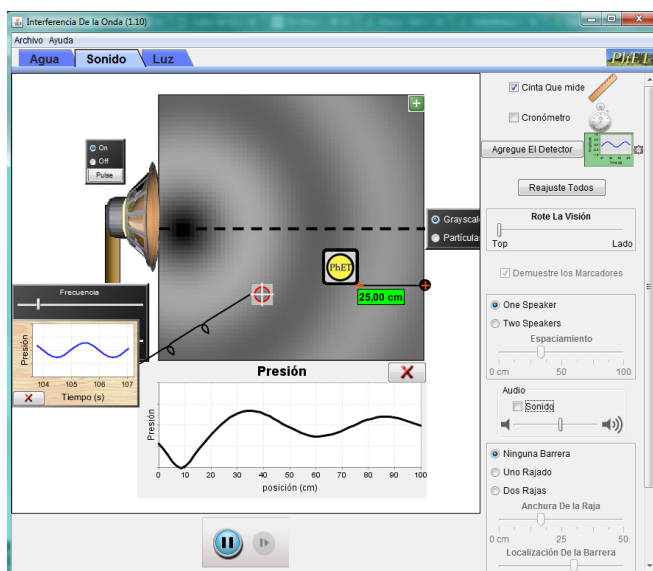 Interferencia De la Onda (1.10)
Archivo Ayuda
Agua Sonido Luz
PhET
On
Off
Pulse
Grayscale
Partículas
PhET
25,00 cm
Frecuencia
Presión
104 105 106 107
Tiempo (s)
Presión
Presión
0 10 20 30 40 50 60 70 80 90 100
posición (cm)
Cinta Que mide
Cronómetro
Agregue El Detector
Reajuste Todos
Rote La Visión
Top Lado
Demuestre los Marcadores
One Speaker
Two Speakers
Espaciamiento
0 cm 50 100
Audio
Sonido
Ninguna Barrera
Uno Rajado
Dos Rajas
Anchura De la Raja
0 cm 25 50
Localización De la Barrera